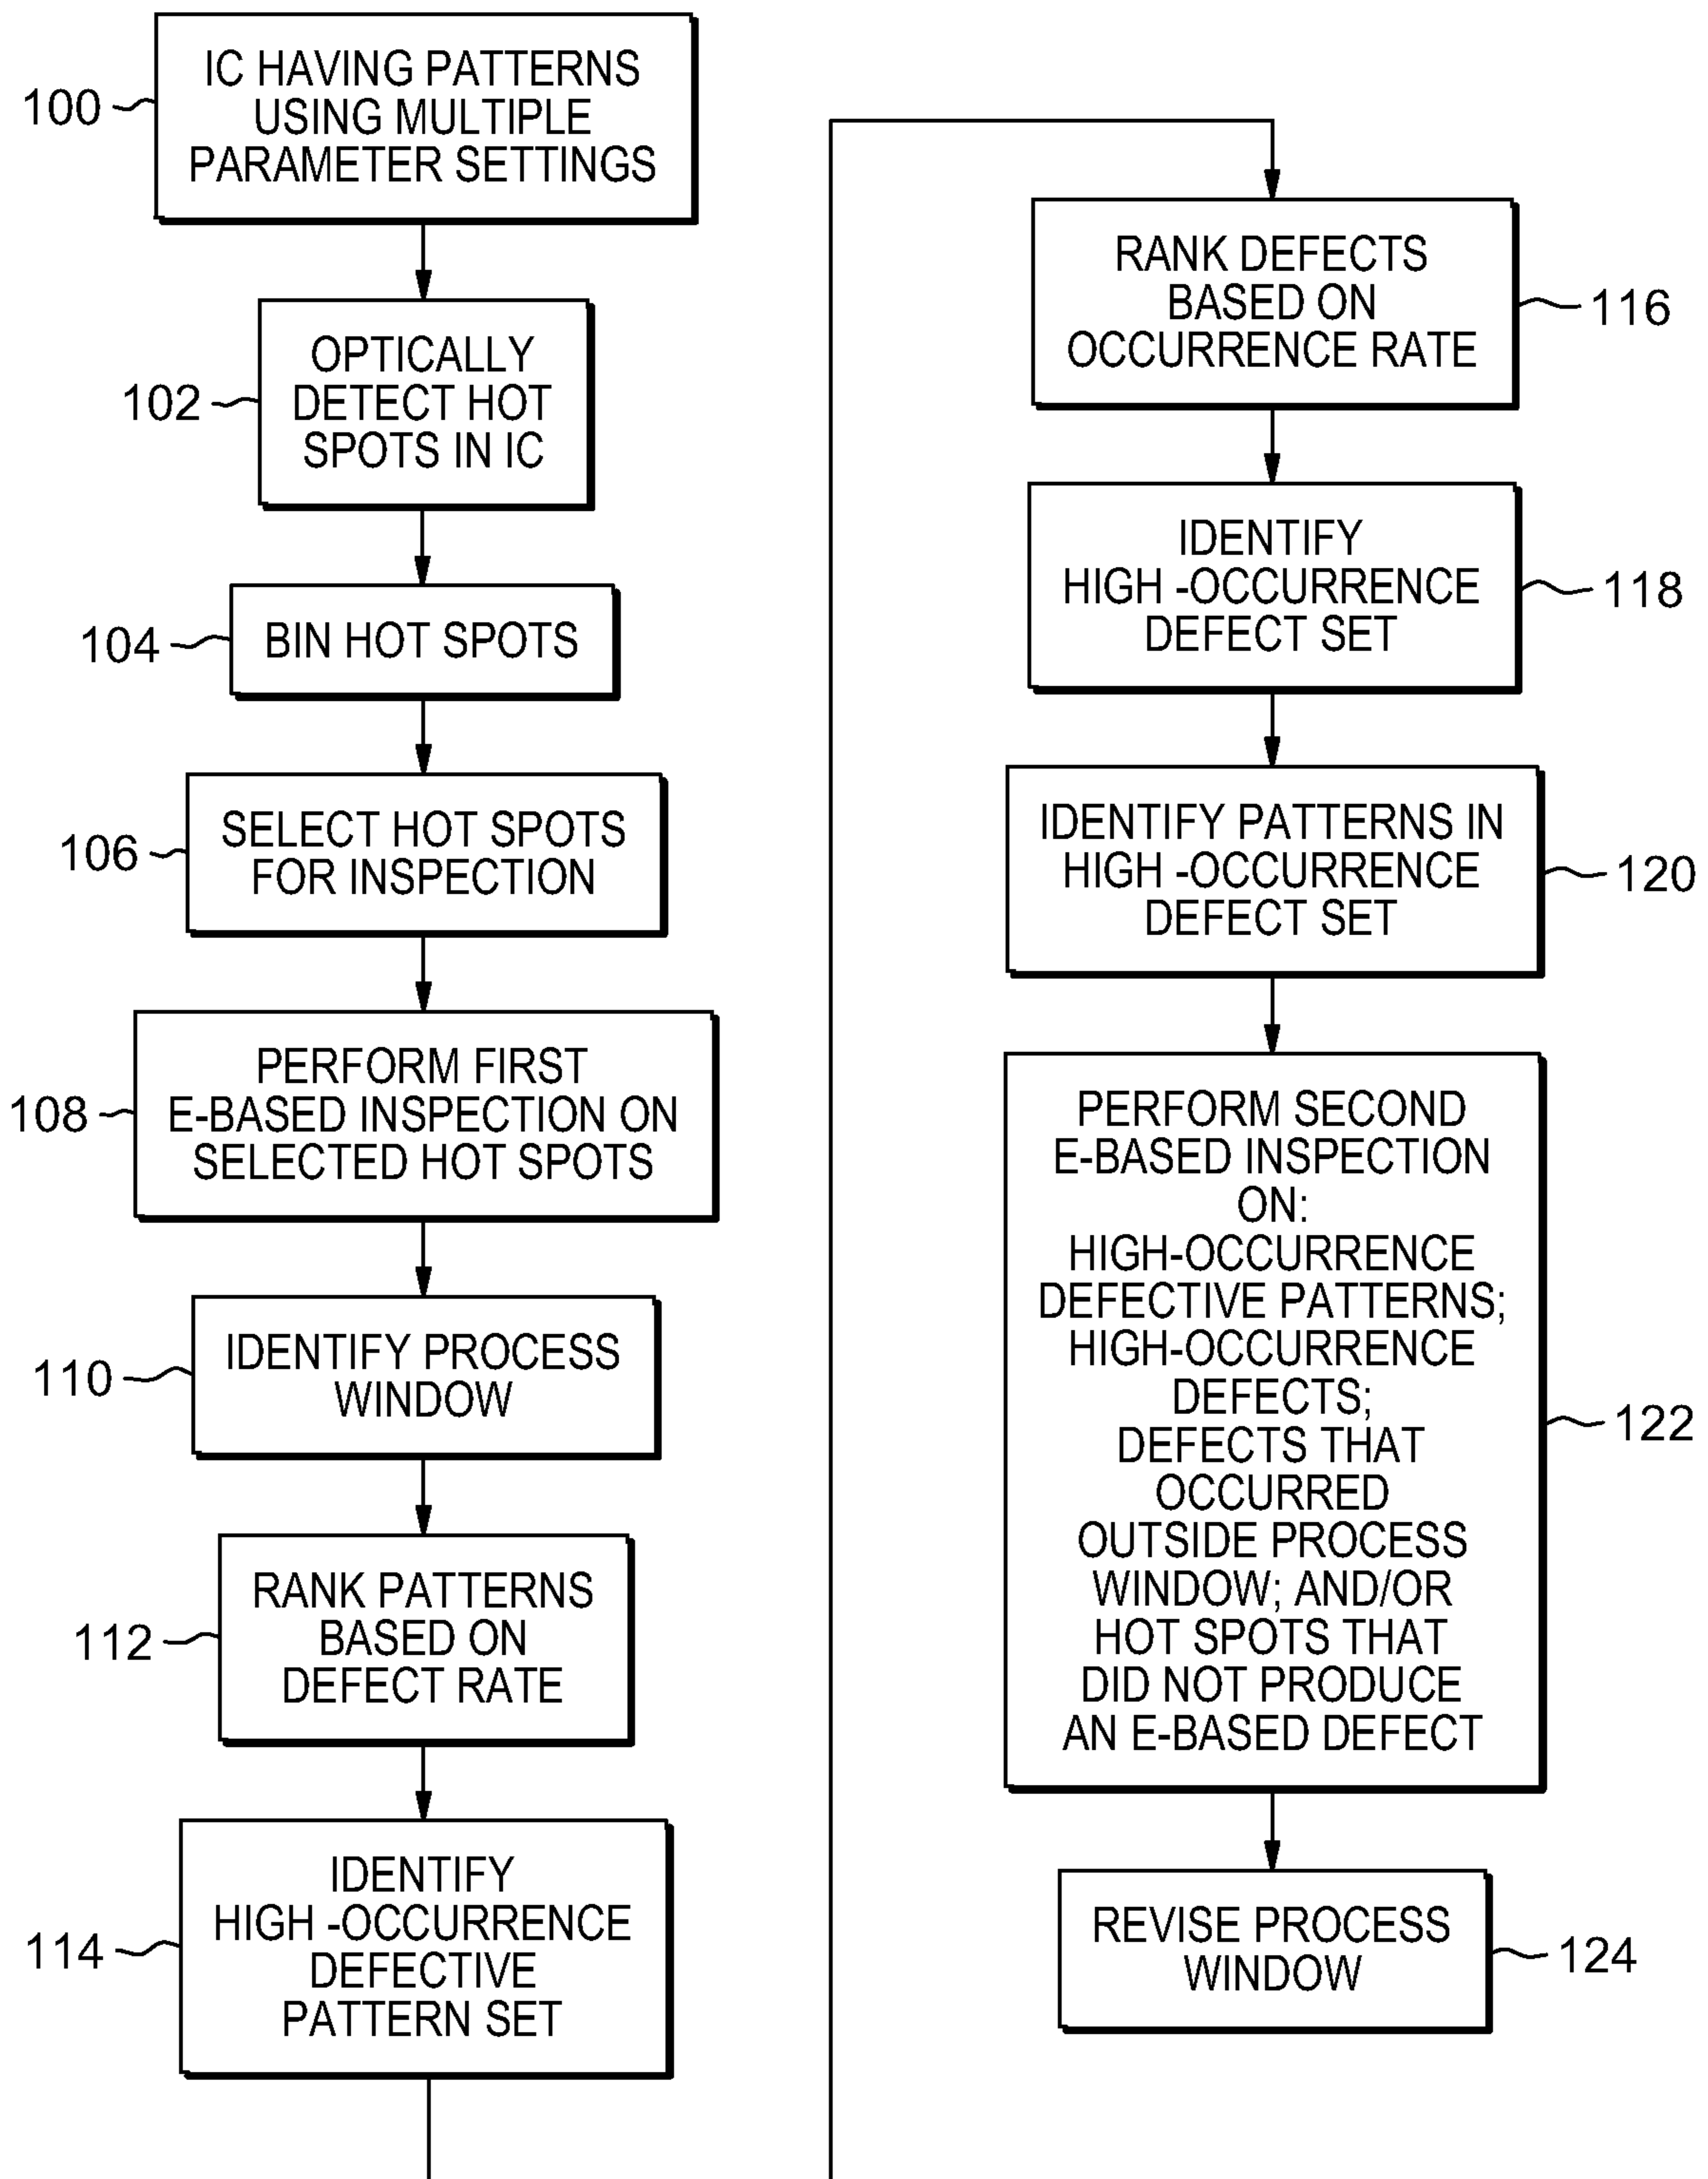 100
IC HAVING PATTERNS
USING MULTIPLE
PARAMETER SETTINGS
102
OPTICALLY
DETECT HOT
SPOTS IN IC
104
BIN HOT SPOTS
106
SELECT HOT SPOTS
FOR INSPECTION
108
PERFORM FIRST
E-BASED INSPECTION ON
SELECTED HOT SPOTS
110
IDENTIFY PROCESS
WINDOW
112
RANK PATTERNS
BASED ON
DEFECT RATE
114
IDENTIFY
HIGH -OCCURRENCE
DEFECTIVE
PATTERN SET
RANK DEFECTS
BASED ON
OCCURRENCE RATE
116
IDENTIFY
HIGH -OCCURRENCE
DEFECT SET
118
IDENTIFY PATTERNS IN
HIGH -OCCURRENCE
DEFECT SET
120
PERFORM SECOND
E-BASED INSPECTION
ON:
HIGH-OCCURRENCE
DEFECTIVE PATTERNS;
HIGH-OCCURRENCE
DEFECTS;
DEFECTS THAT
OCCURRED
OUTSIDE PROCESS
WINDOW; AND/OR
HOT SPOTS THAT
DID NOT PRODUCE
AN E-BASED DEFECT
122
REVISE PROCESS
WINDOW
124